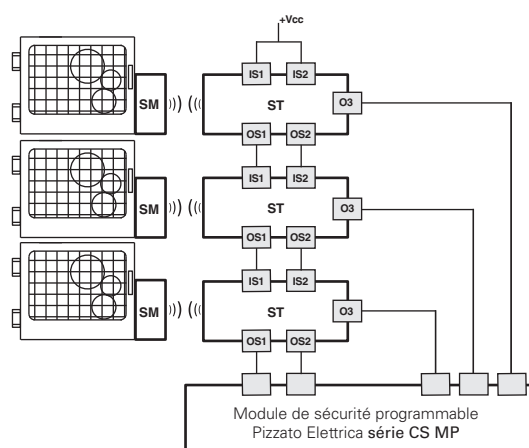 +Vcc
IS1 IS2
SM ST O3
OS1 OS2
IS1 IS2
SM ST O3
OS1 OS2
IS1 IS2
SM ST O3
OS1 OS2
Module de sécurité programmable
Pizzato Elettrica série CS MP